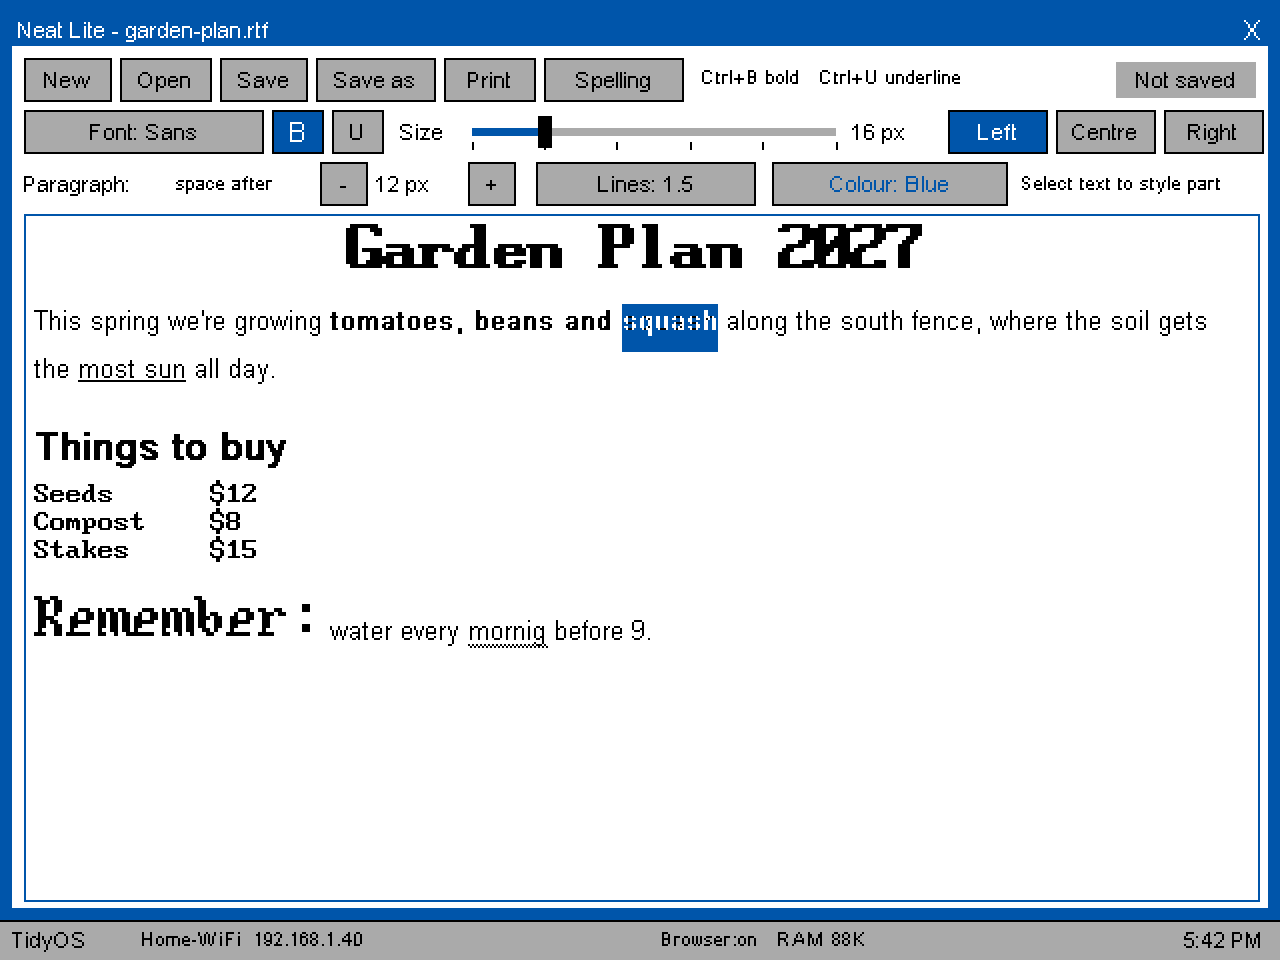 Neat Lite - garden-plan.rtf X
New Open Save Save as Print Spelling Ctrl+B bold Ctrl+U underline Not saved
Font: Sans B U Size 16 px Left Centre Right
Paragraph: space after - 12 px + Lines: 1.5 Colour: Blue Select text to style part
Garden Plan 2027
This spring we're growing tomatoes, beans and squash along the south fence, where the soil gets
the most sun all day.
Things to buy
Seeds $12
Compost $8
Stakes $15
Remember: water every mornig before 9.
TidyOS Home-WiFi 192.168.1.40 Browser:on RAM 88K 5:42 PM